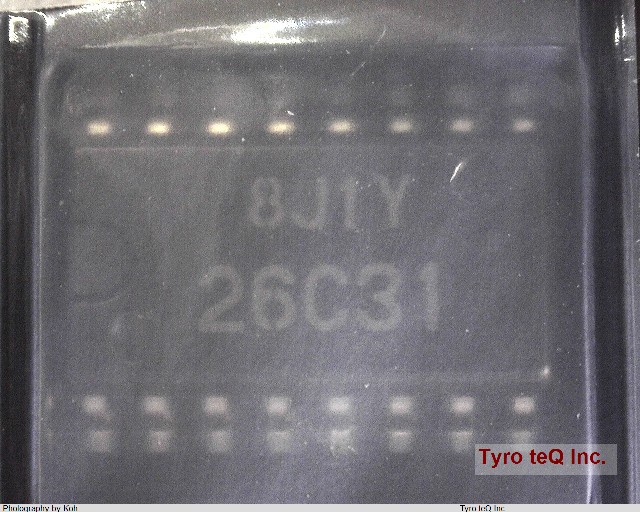 8J1Y
26C31
Tyro teQ Inc.
Photography by Koh
Tyro teQ Inc